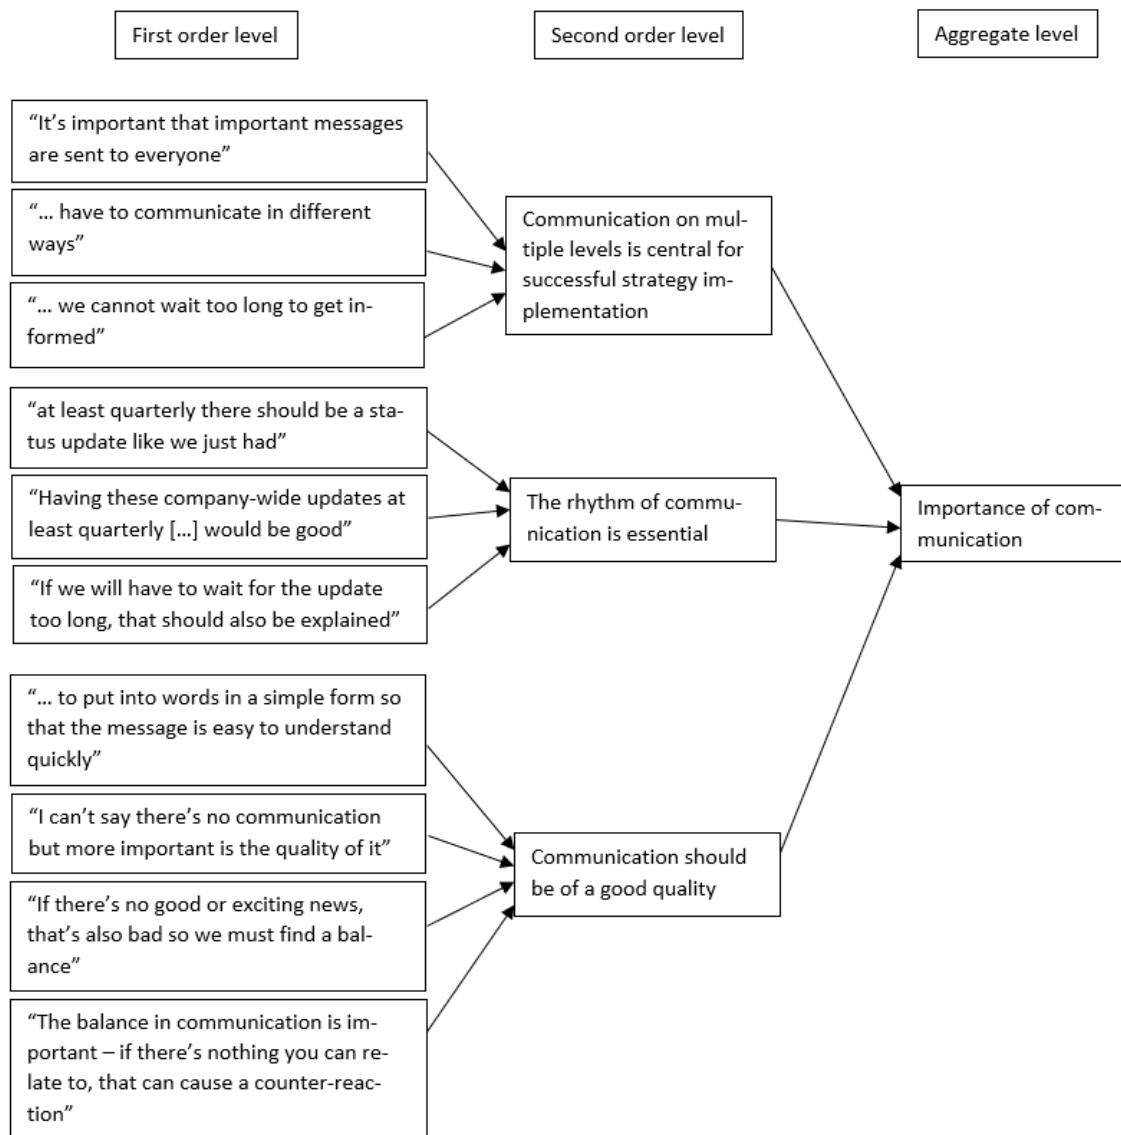 First order level
Second order level
Aggregate level
“It’s important that important messages
are sent to everyone”
“… have to communicate in different
ways”
“… we cannot wait too long to get in-
formed”
Communication on mul-
tiple levels is central for
successful strategy im-
plementation
“at least quarterly there should be a sta-
tus update like we just had”
“Having these company-wide updates at
least quarterly […] would be good”
“If we will have to wait for the update
too long, that should also be explained”
The rhythm of commu-
nication is essential
Importance of com-
munication
“… to put into words in a simple form so
that the message is easy to understand
quickly”
“I can’t say there’s no communication
but more important is the quality of it”
“If there’s no good or exciting news,
that’s also bad so we must find a bal-
ance”
“The balance in communication is im-
portant – if there’s nothing you can re-
late to, that can cause a counter-reac-
tion”
Communication should
be of a good quality